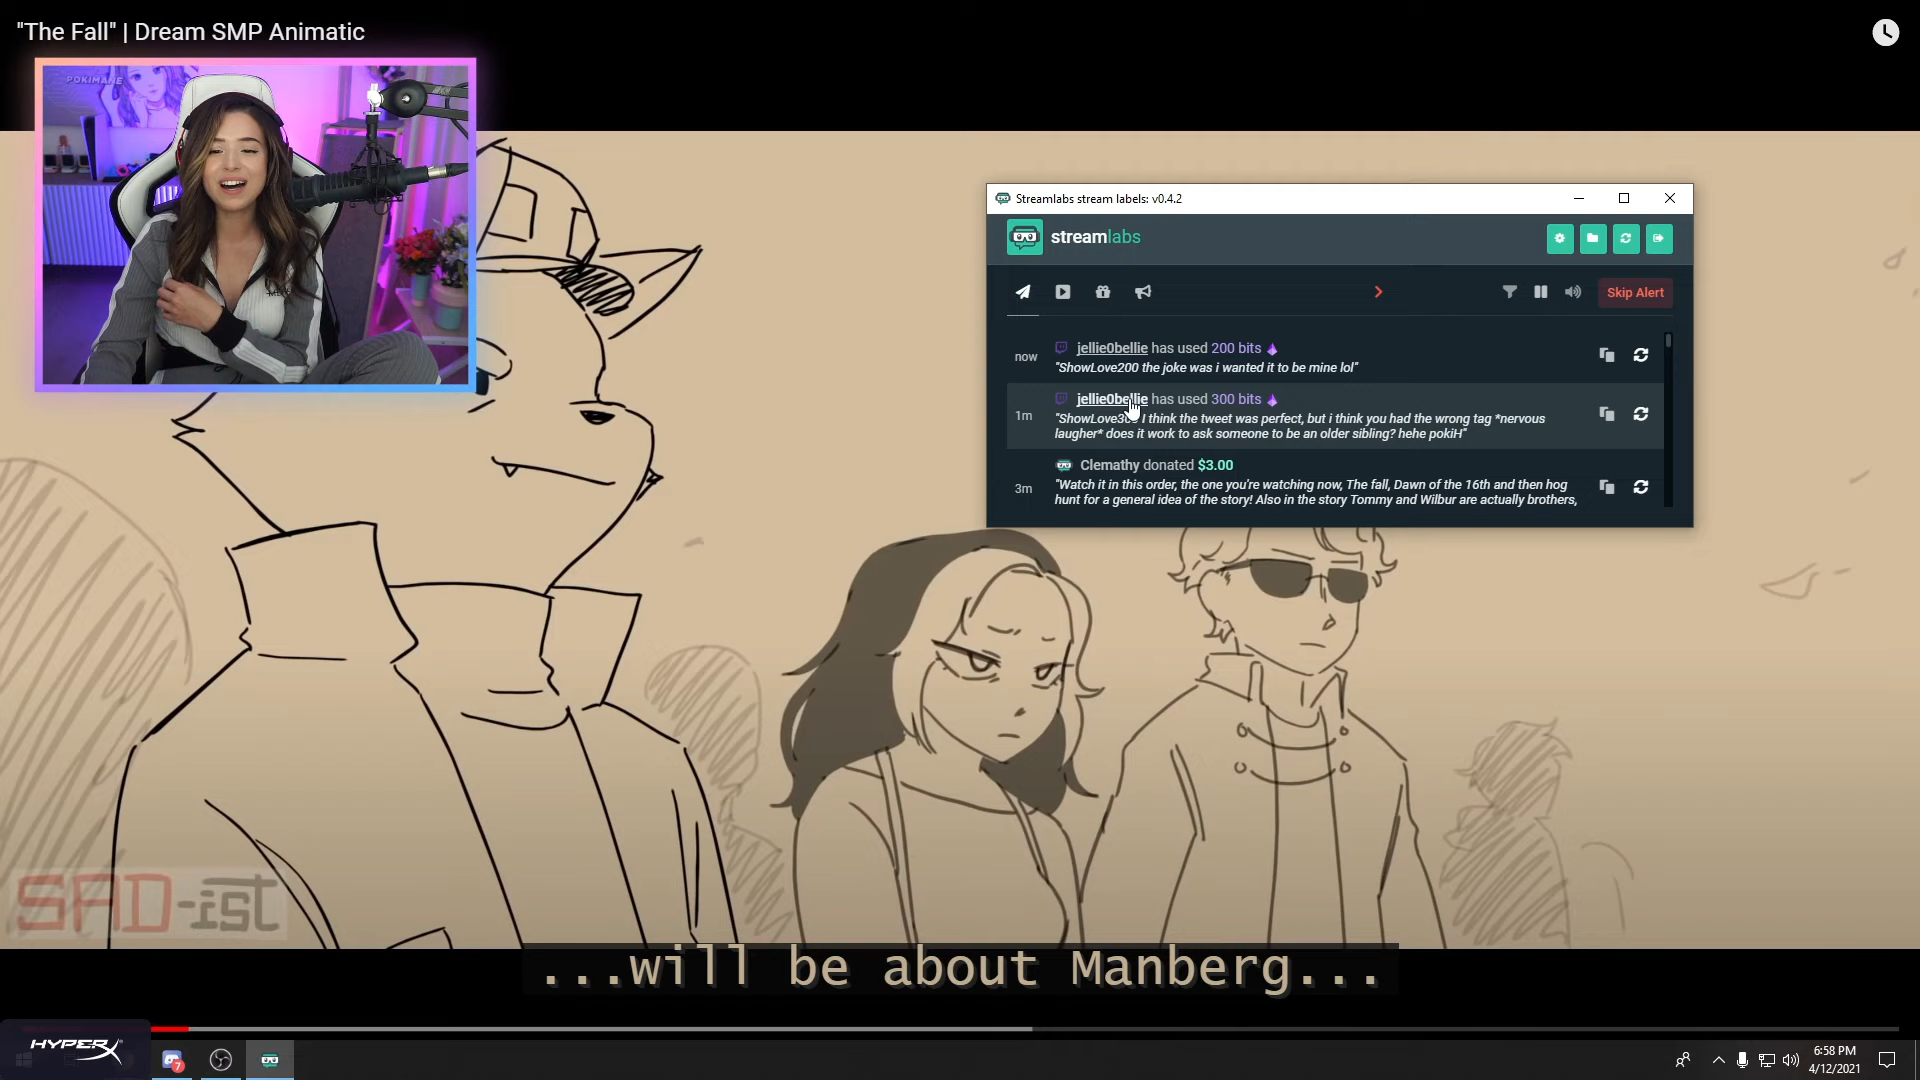 "The Fall" | Dream SMP Animatic
POKIMANE
Streamlabs stream labels: v0.4.2
streamlabs
Skip Alert
now
jellie0bellie has used 200 bits
"ShowLove200 the joke was i wanted it to be mine lol"
1m
jellie0bellie has used 300 bits
"ShowLove300 I think the tweet was perfect, but i think you had the wrong tag *nervous
laugher* does it work to ask someone to be an older sibling? hehe pokiH"
3m
Clemathy donated $3.00
"Watch it in this order, the one you're watching now, The fall, Dawn of the 16th and then hog
hunt for a general idea of the story! Also in the story Tommy and Wilbur are actually brothers,
SAD-ist
...will be about Manberg...
HYPERX
7
6:58 PM
4/12/2021